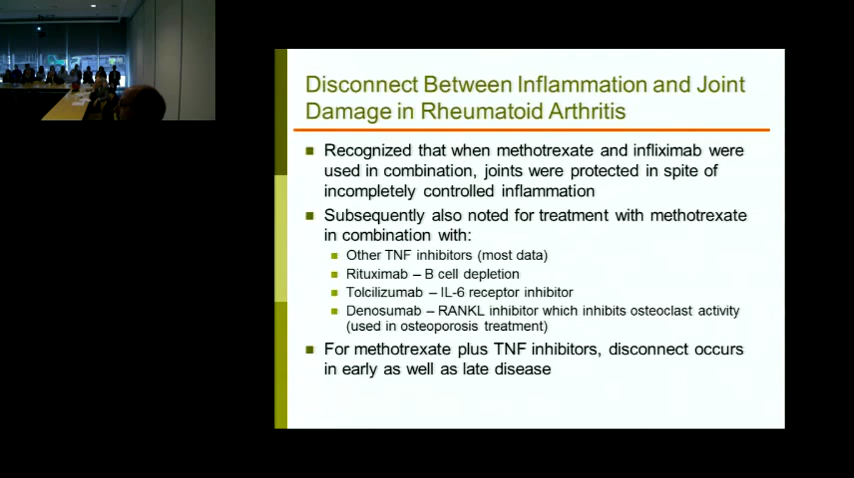 Disconnect Between Inflammation and Joint
Damage in Rheumatoid Arthritis
Recognized that when methotrexate and infliximab were
used in combination, joints were protected in spite of
incompletely controlled inflammation
Subsequently also noted for treatment with methotrexate
in combination with:
Other TNF inhibitors (most data)
Rituximab – B cell depletion
Tolcilizumab – IL-6 receptor inhibitor
Denosumab – RANKL inhibitor which inhibits osteoclast activity
(used in osteoporosis treatment)
For methotrexate plus TNF inhibitors, disconnect occurs
in early as well as late disease